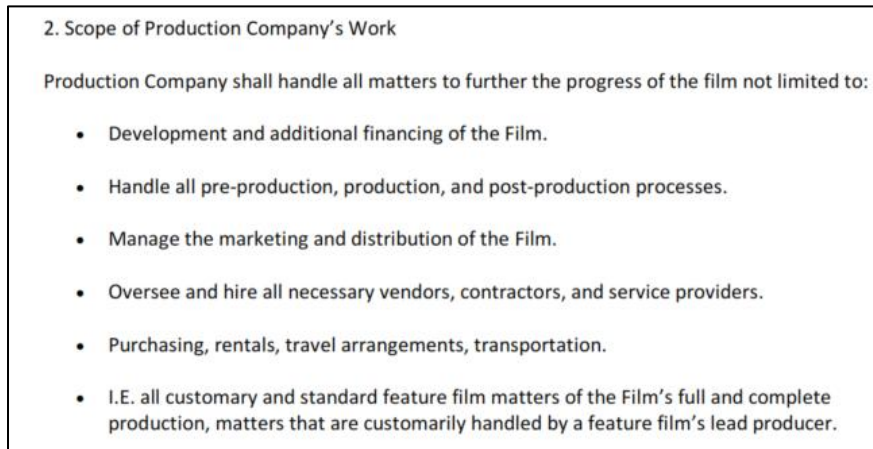 2. Scope of Production Company’s Work
Production Company shall handle all matters to further the progress of the film not limited to:
• Development and additional financing of the Film.
• Handle all pre-production, production, and post-production processes.
• Manage the marketing and distribution of the Film.
• Oversee and hire all necessary vendors, contractors, and service providers.
• Purchasing, rentals, travel arrangements, transportation.
• I.E. all customary and standard feature film matters of the Film’s full and complete
production, matters that are customarily handled by a feature film’s lead producer.